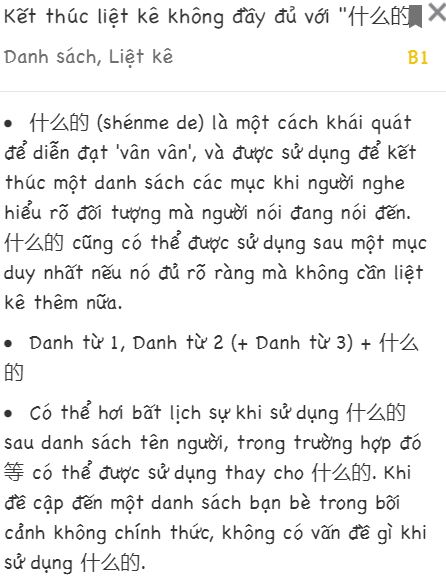 Kết thúc liệt kê không đầy đủ với "什么的
Danh sách, Liệt kê B1
• 什么的 (shénme de) là một cách khái quát
để diễn đạt 'vân vân', và được sử dụng để kết
thúc một danh sách các mục khi người nghe
hiểu rõ đối tượng mà người nói đang nói đến.
什么的 cũng có thể được sử dụng sau một mục
duy nhất nếu nó đủ rõ ràng mà không cần liệt
kê thêm nữa.
• Danh từ 1, Danh từ 2 (+ Danh từ 3) + 什么
的
• Có thể hơi bất lịch sự khi sử dụng 什么的
sau danh sách tên người, trong trường hợp đó
等 có thể được sử dụng thay cho 什么的. Khi
đề cập đến một danh sách bạn bè trong bối
cảnh không chính thức, không có vấn đề gì khi
sử dụng 什么的.